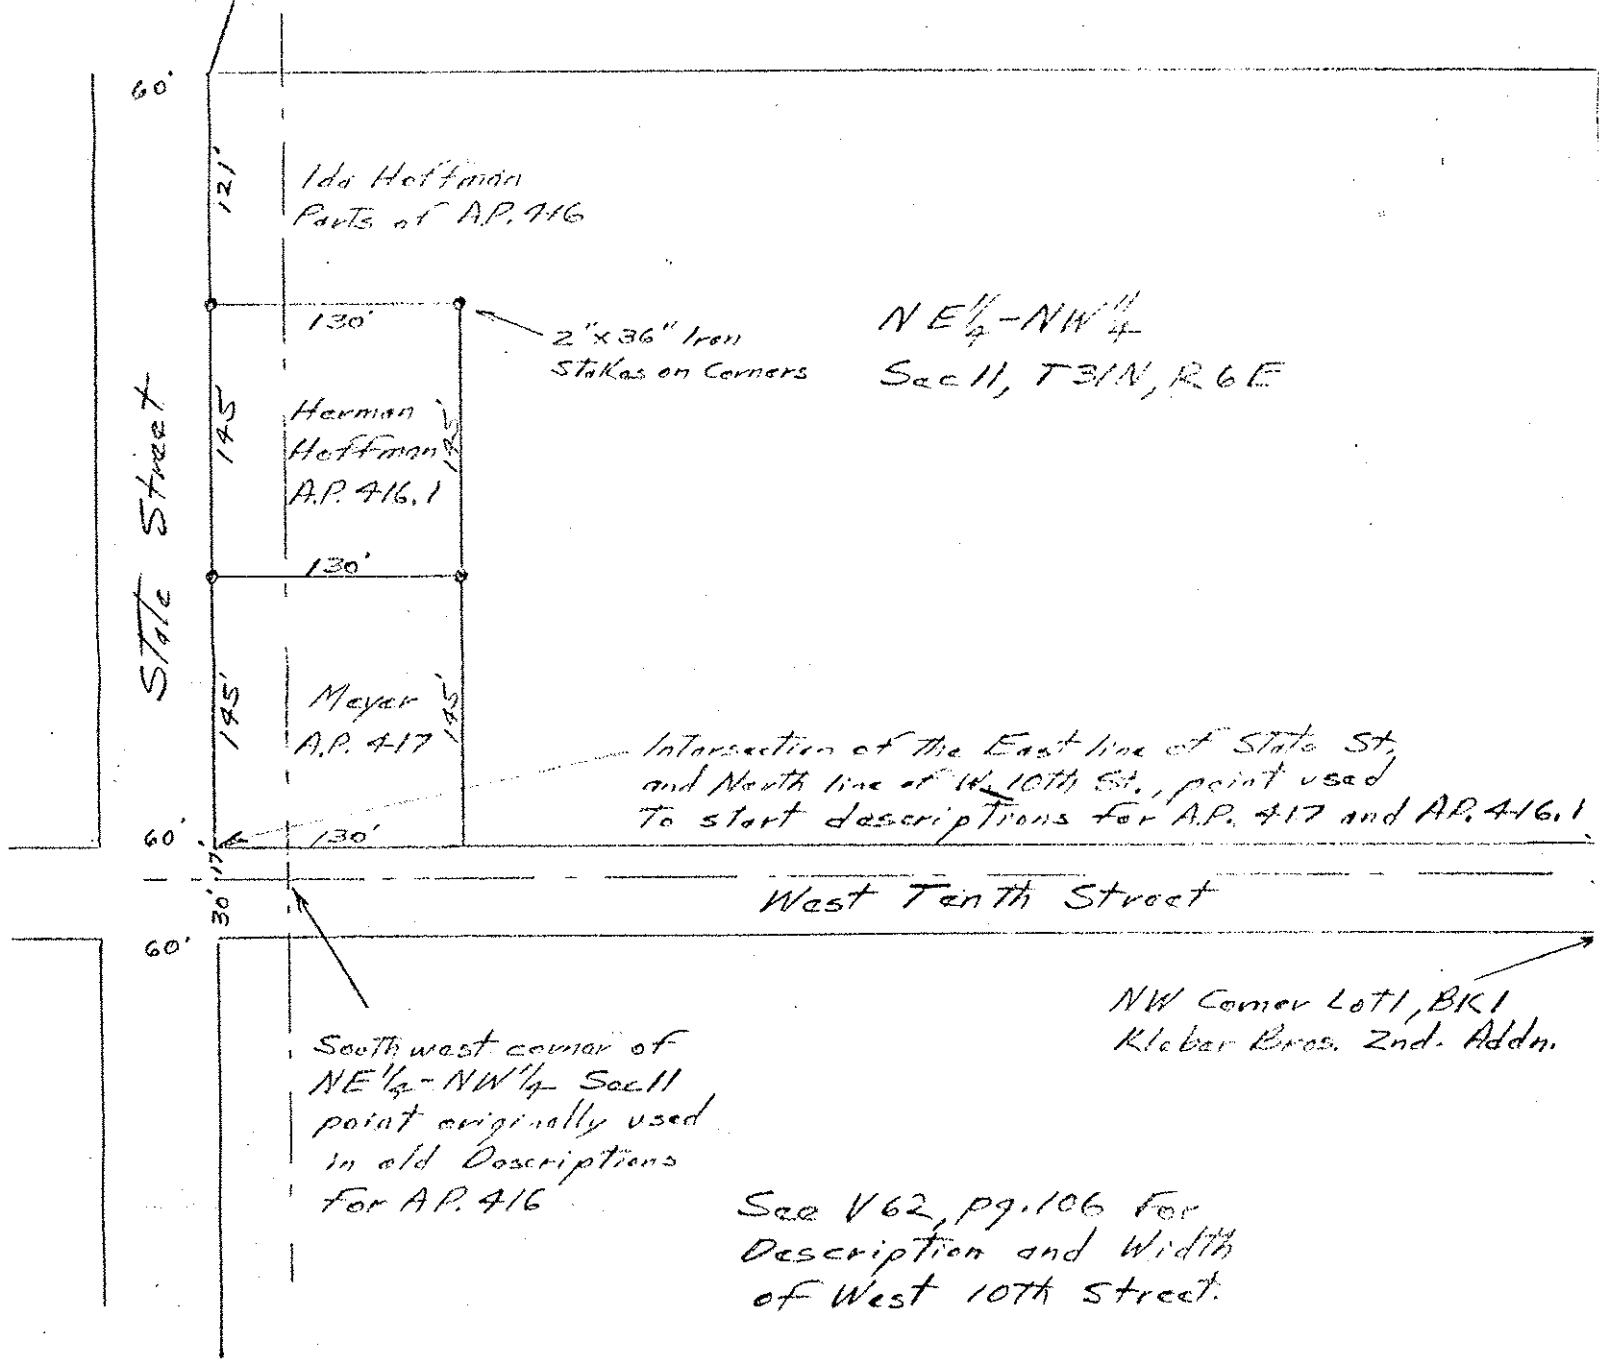 60'
121'
Ida Hoffman
Parts of A.P. 416
130'
2"x36" Iron
Stakes on Corners
NE¼-NW¼
Sec 11, T31N, R6E
State Street
145'
Herman
Hoffman
A.P. 416.1
145'
130'
145'
Meyer
A.P. 417
145'
Intersection of the East line of State St.
and North line of W. 10th St., point used
To start descriptions for A.P. 417 and A.P. 416.1
60'
130'
17'
30'
West Tenth Street
60'
NW Corner Lot 1, BK 1
Kleber Bros. 2nd. Addn.
Southwest corner of
NE¼-NW¼ Sec 11
point originally used
in old Descriptions
For A.P. 416
See V62, pg. 106 For
Description and Width
of West 10th Street.